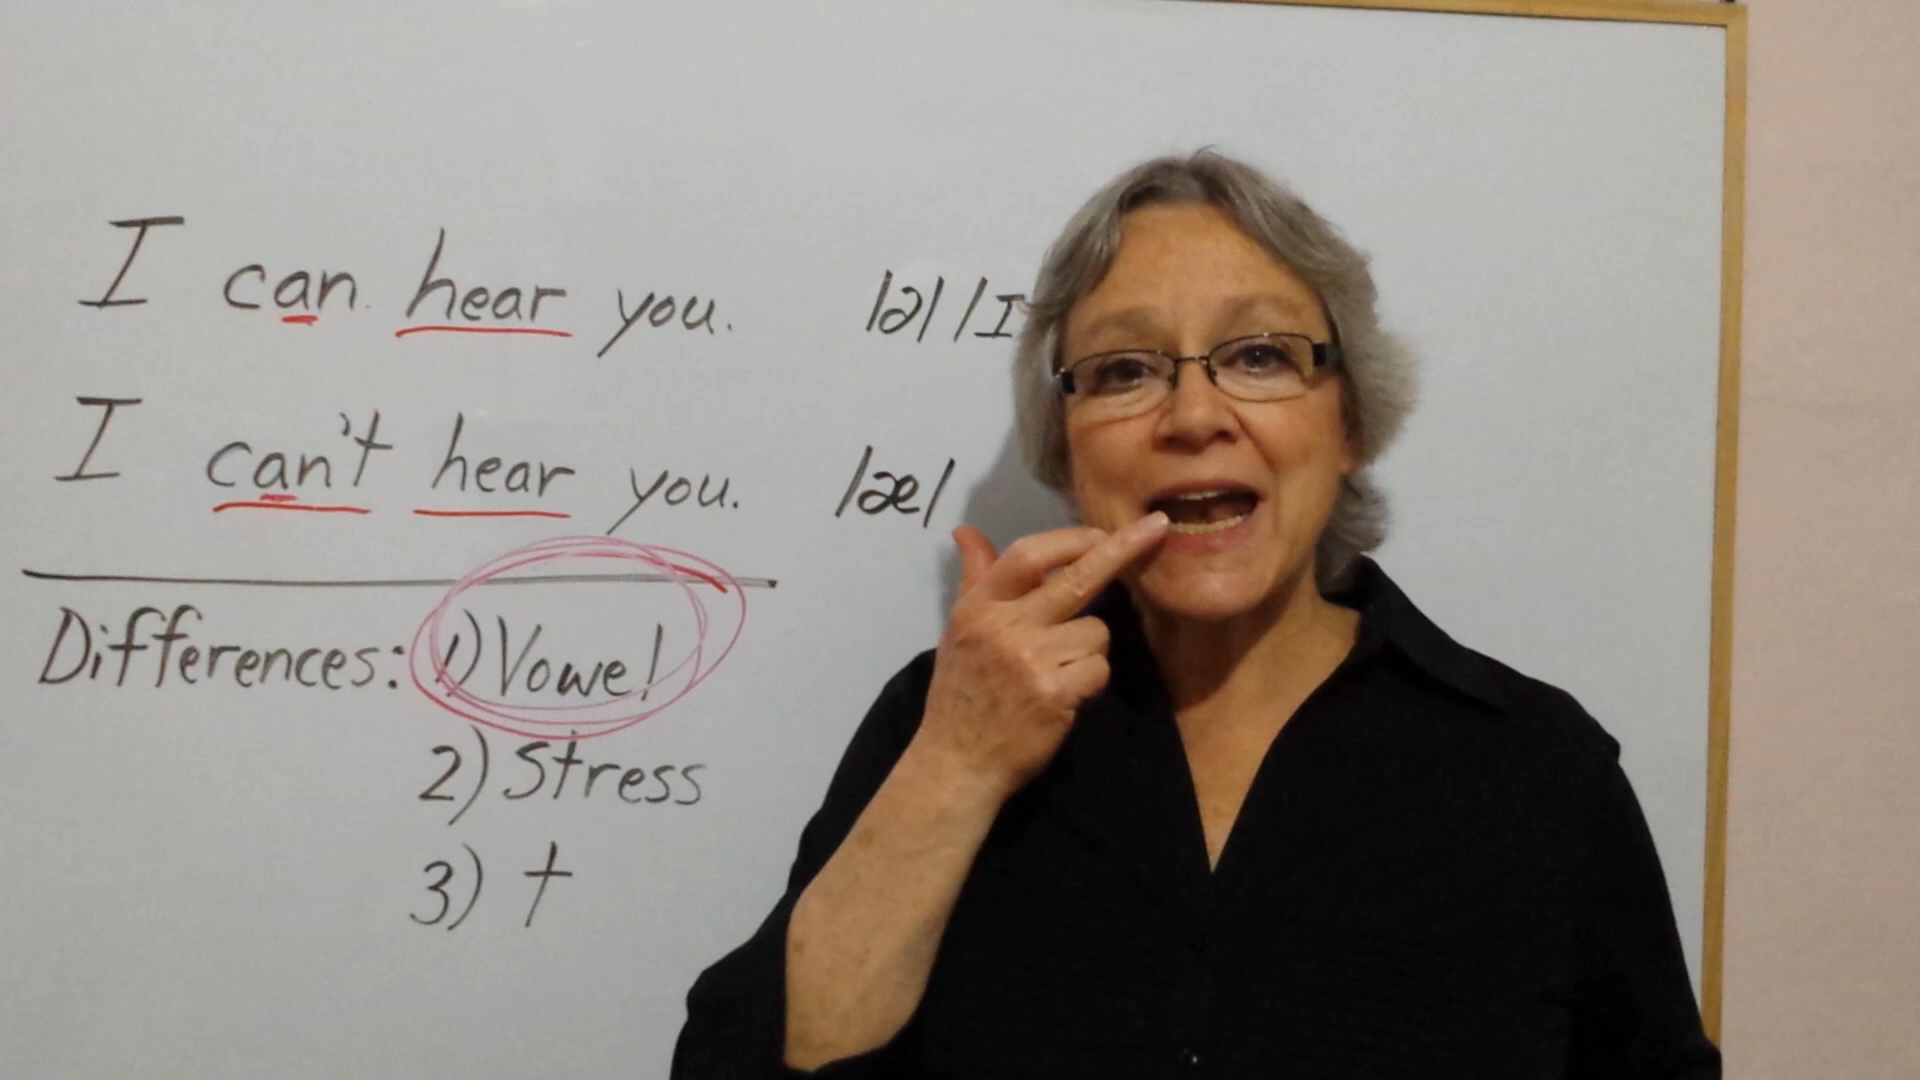 I can hear you. /ə/ /I
I can't hear you. /æ/
Differences: 1) Vowel
2) Stress
3) t